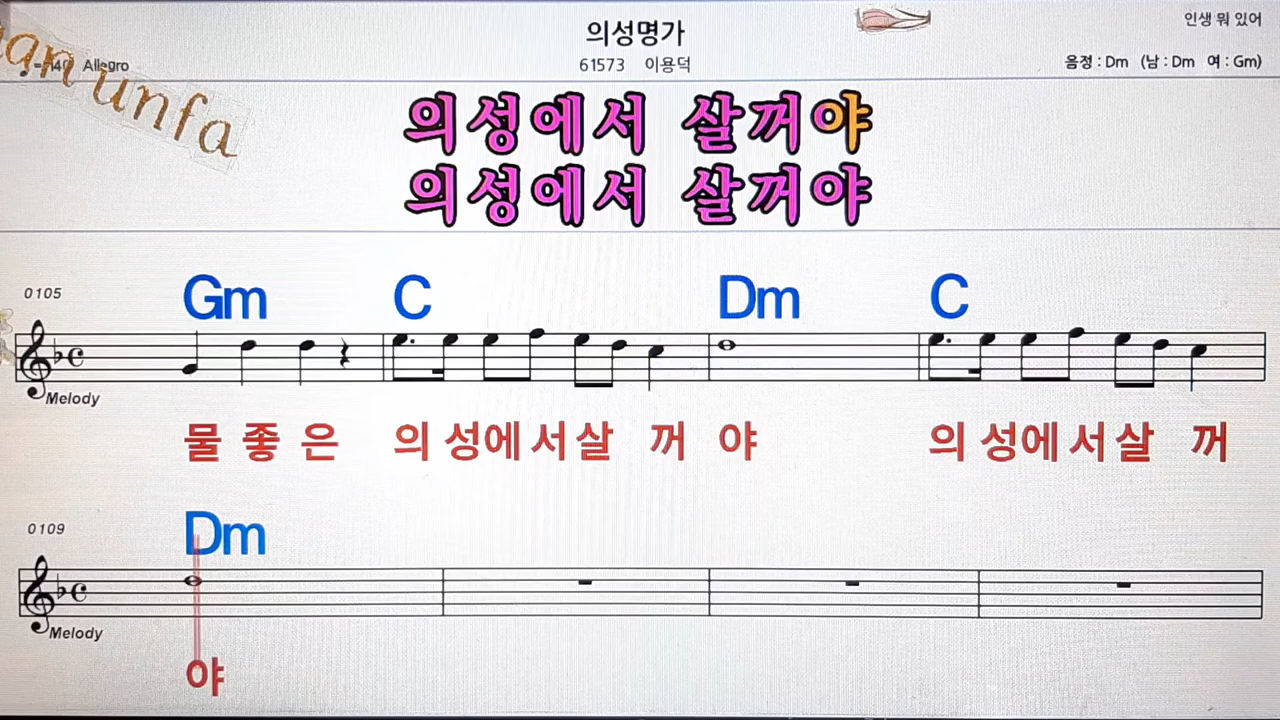 의성명가
인생 뭐 있어
61573 이용덕
Allegro
음정 : Dm (남 : Dm 여 : Gm)
unfa
의성에서 살꺼야
의성에서 살꺼야
0105
Gm C Dm C
Melody
물 좋 은 의 성에 서 살 꺼 야 의 성에 서 살 꺼
0109
Dm
Melody
야